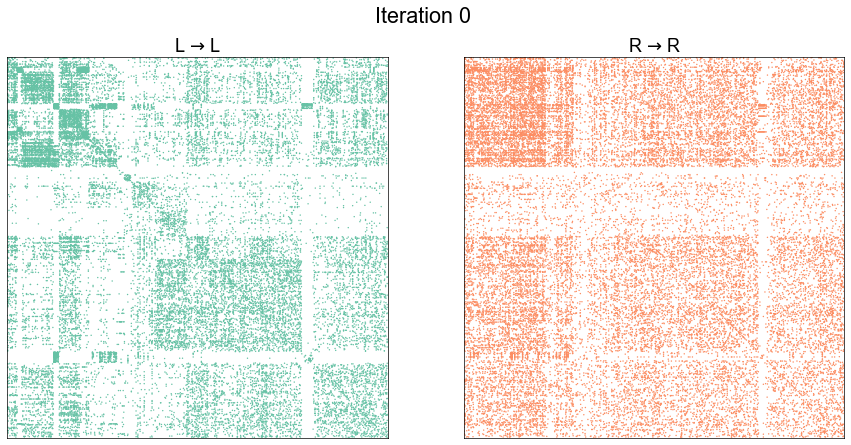 Iteration 0
L → L
R → R